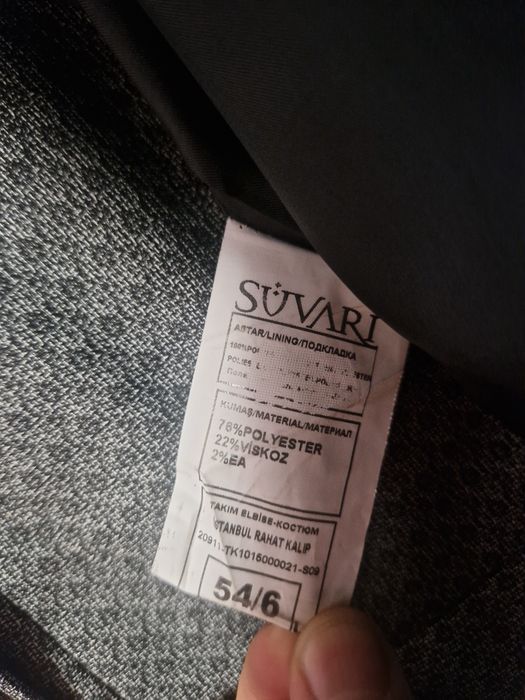 SÜVARI
ASTAR/LINING/ПОДКЛАДКА
KUMAŞ/MATERIAL/МАТЕРИАЛ
76%POLYESTER
22%VİSKOZ
2%EA
TAKIM ELBİSE-КОСТЮМ
İSTANBUL RAHAT KALIP
54/6